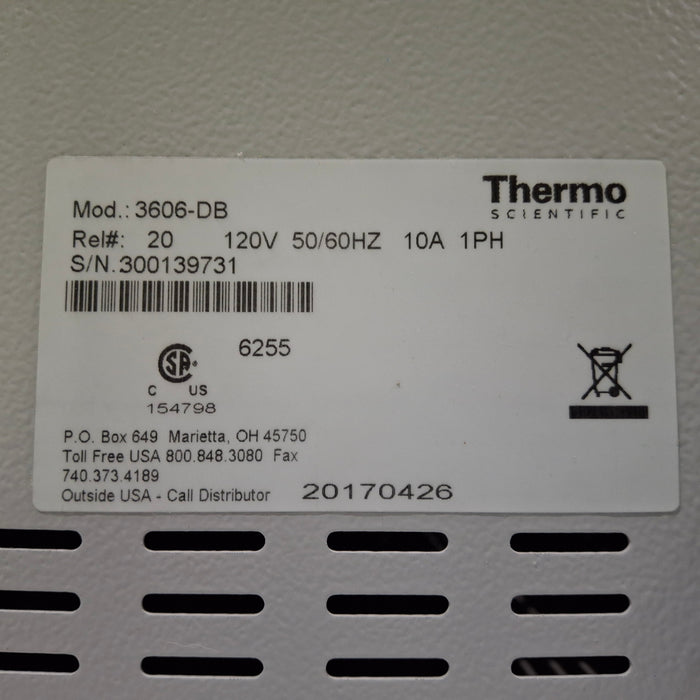 Thermo
SCIENTIFIC
Mod.: 3606-DB
Rel#: 20 120V 50/60HZ 10A 1PH
S/N.300139731
6255
SA
C US
154798
P.O. Box 649 Marietta, OH 45750
Toll Free USA 800.848.3080 Fax
740.373.4189
Outside USA - Call Distributor 20170426